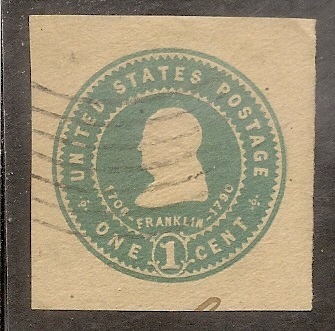 UNITED STATES POSTAGE
1706 FRANKLIN 1790
ONE 1 CENT